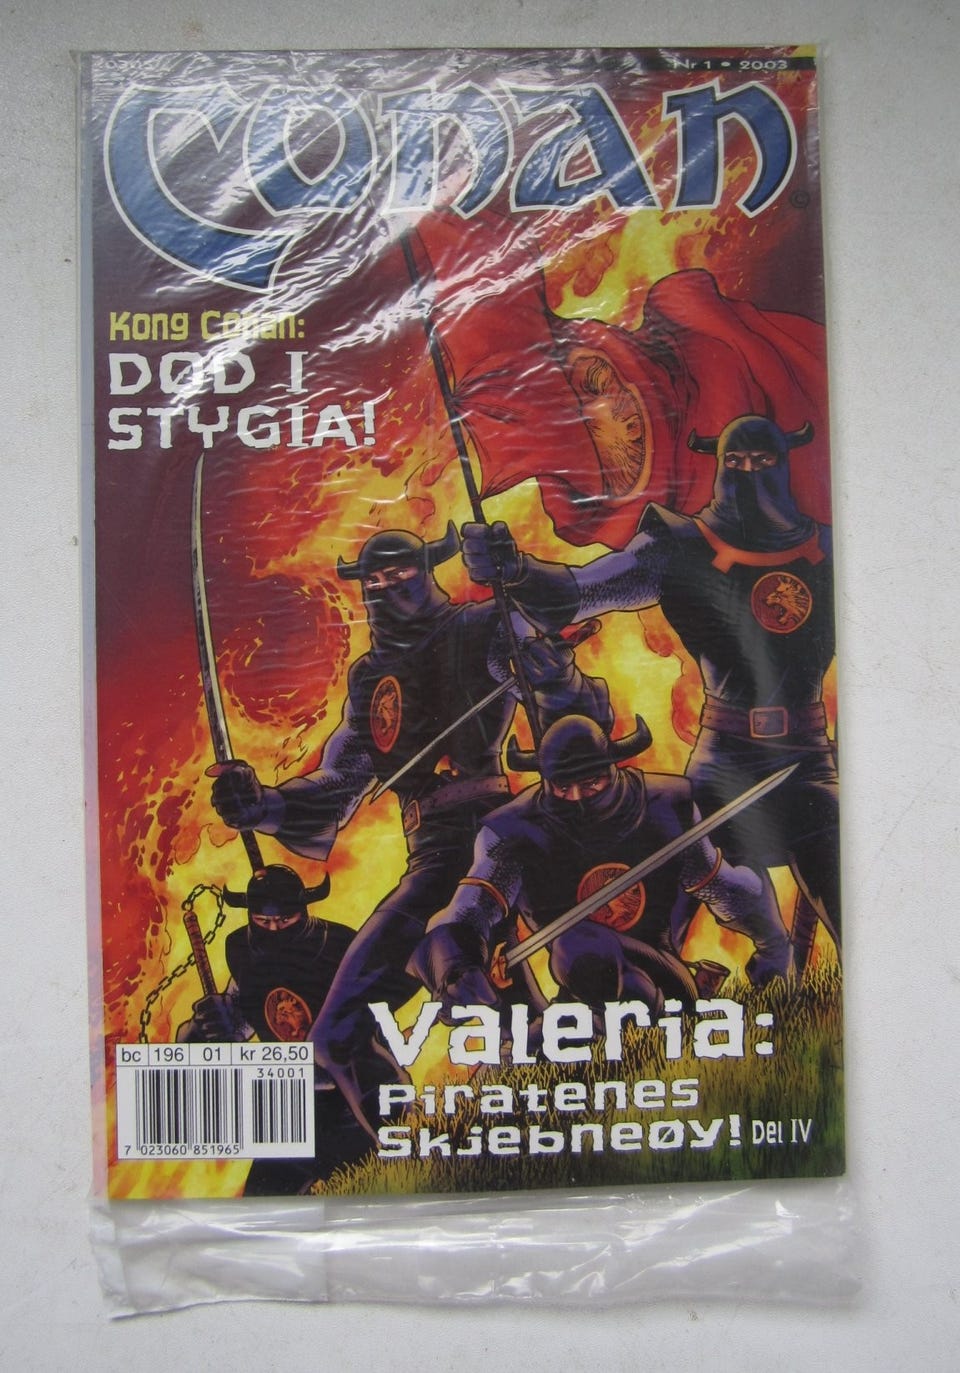 Nr 1 • 2003
Conan
©
Kong Conan:
DØD I
STYGIA!
Valeria:
Piratenes
Skjebneøy! Del IV
bc 196 01 kr 26,50
34001
7 023060 851965